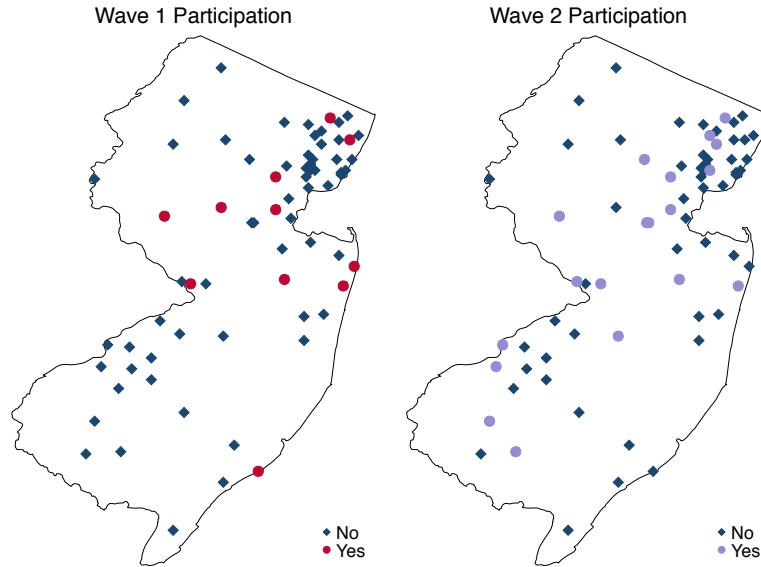 Wave 1 Participation
No
Yes
Wave 2 Participation
No
Yes